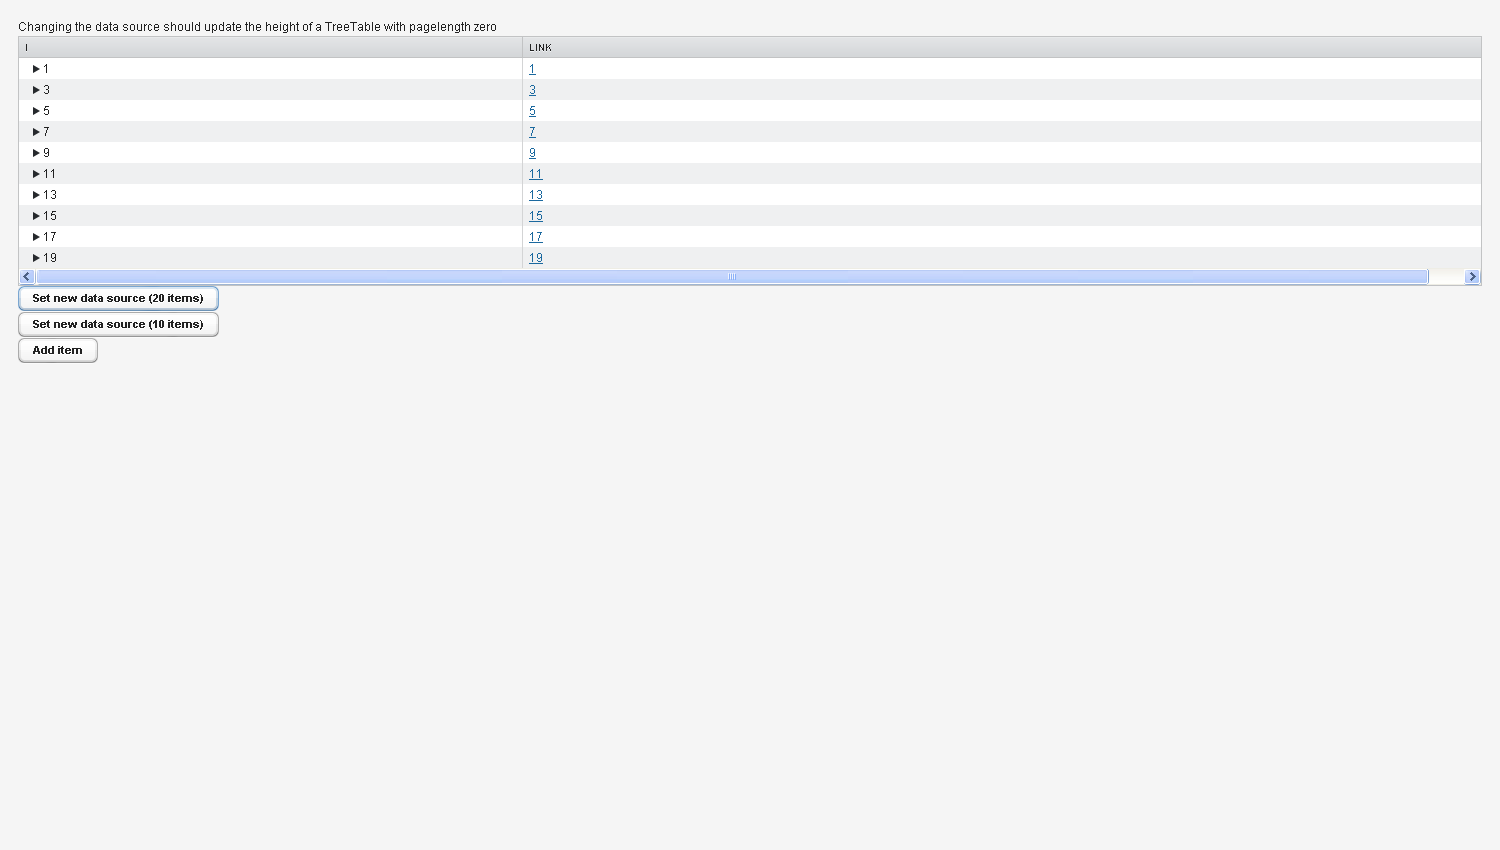 Changing the data source should update the height of a TreeTable with pagelength zero
I LINK
1 1
3 3
5 5
7 7
9 9
11 11
13 13
15 15
17 17
19 19
Set new data source (20 items)
Set new data source (10 items)
Add item